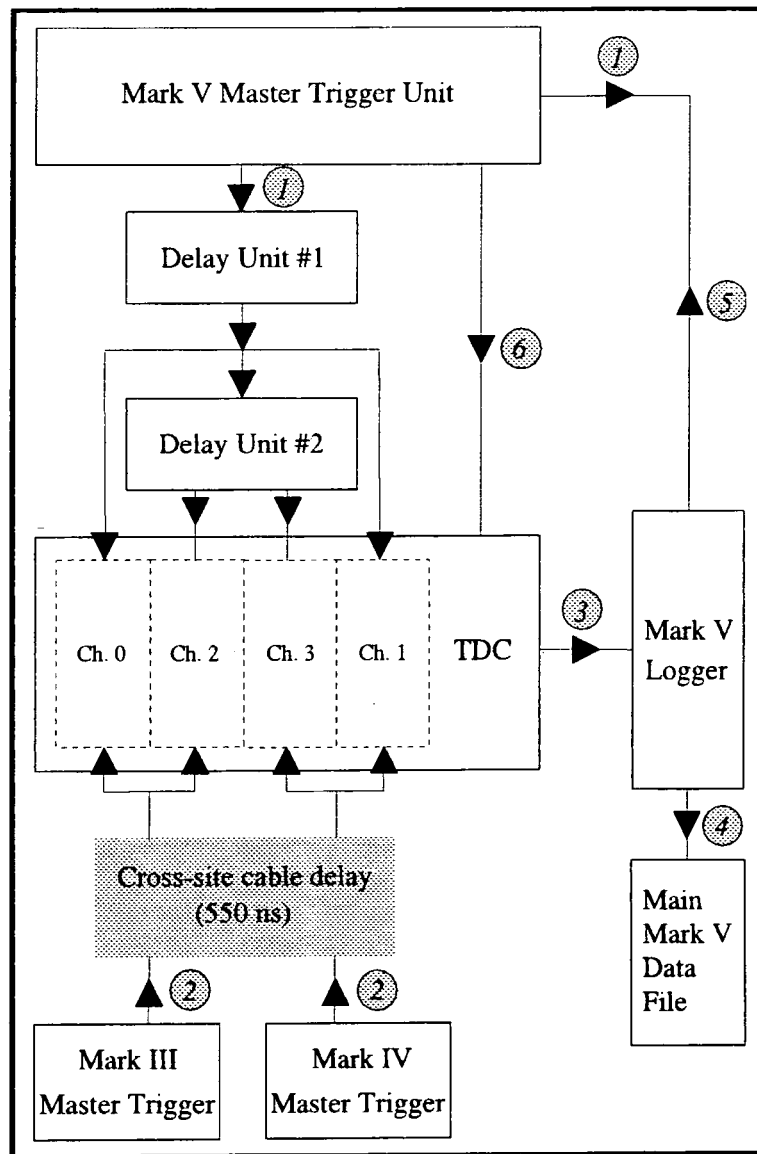 Mark V Master Trigger Unit
1
1
Delay Unit #1
5
6
Delay Unit #2
Ch. 0
Ch. 2
Ch. 3
Ch. 1
TDC
3
Mark V
Logger
4
Cross-site cable delay
(550 ns)
Main
Mark V
Data
File
2
2
Mark III
Master Trigger
Mark IV
Master Trigger